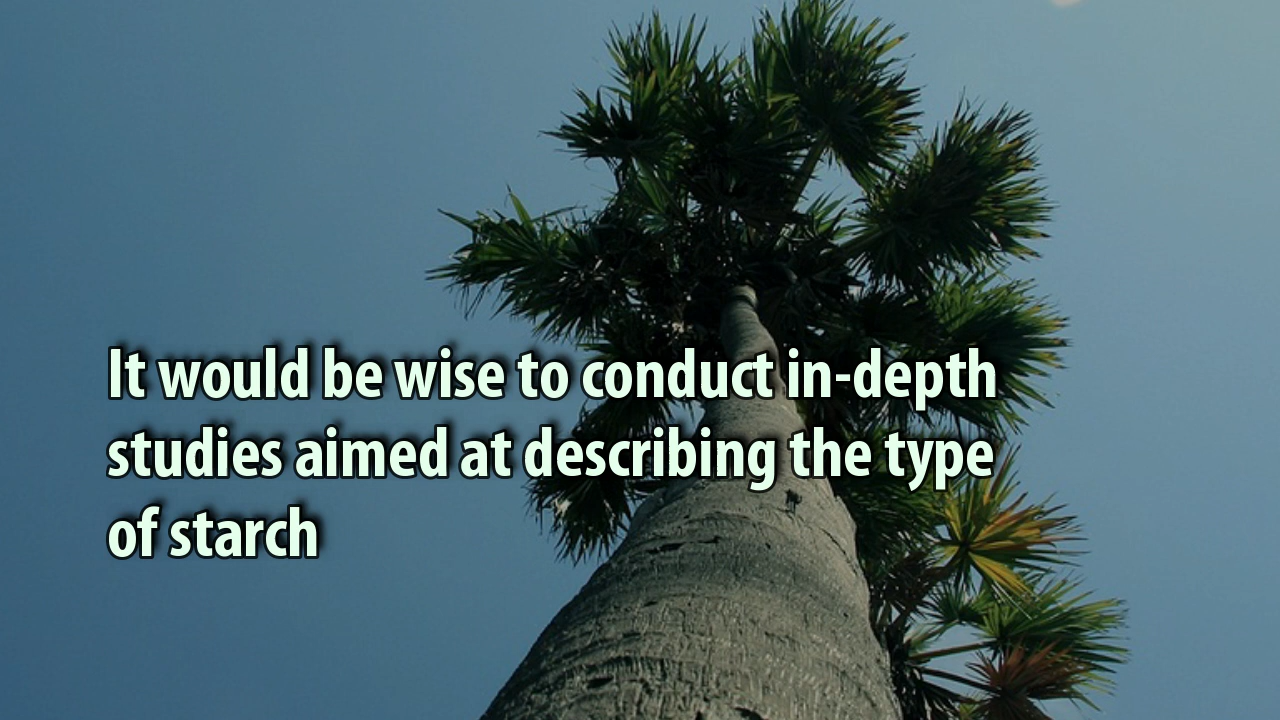 It would be wise to conduct in-depth
studies aimed at describing the type
of starch